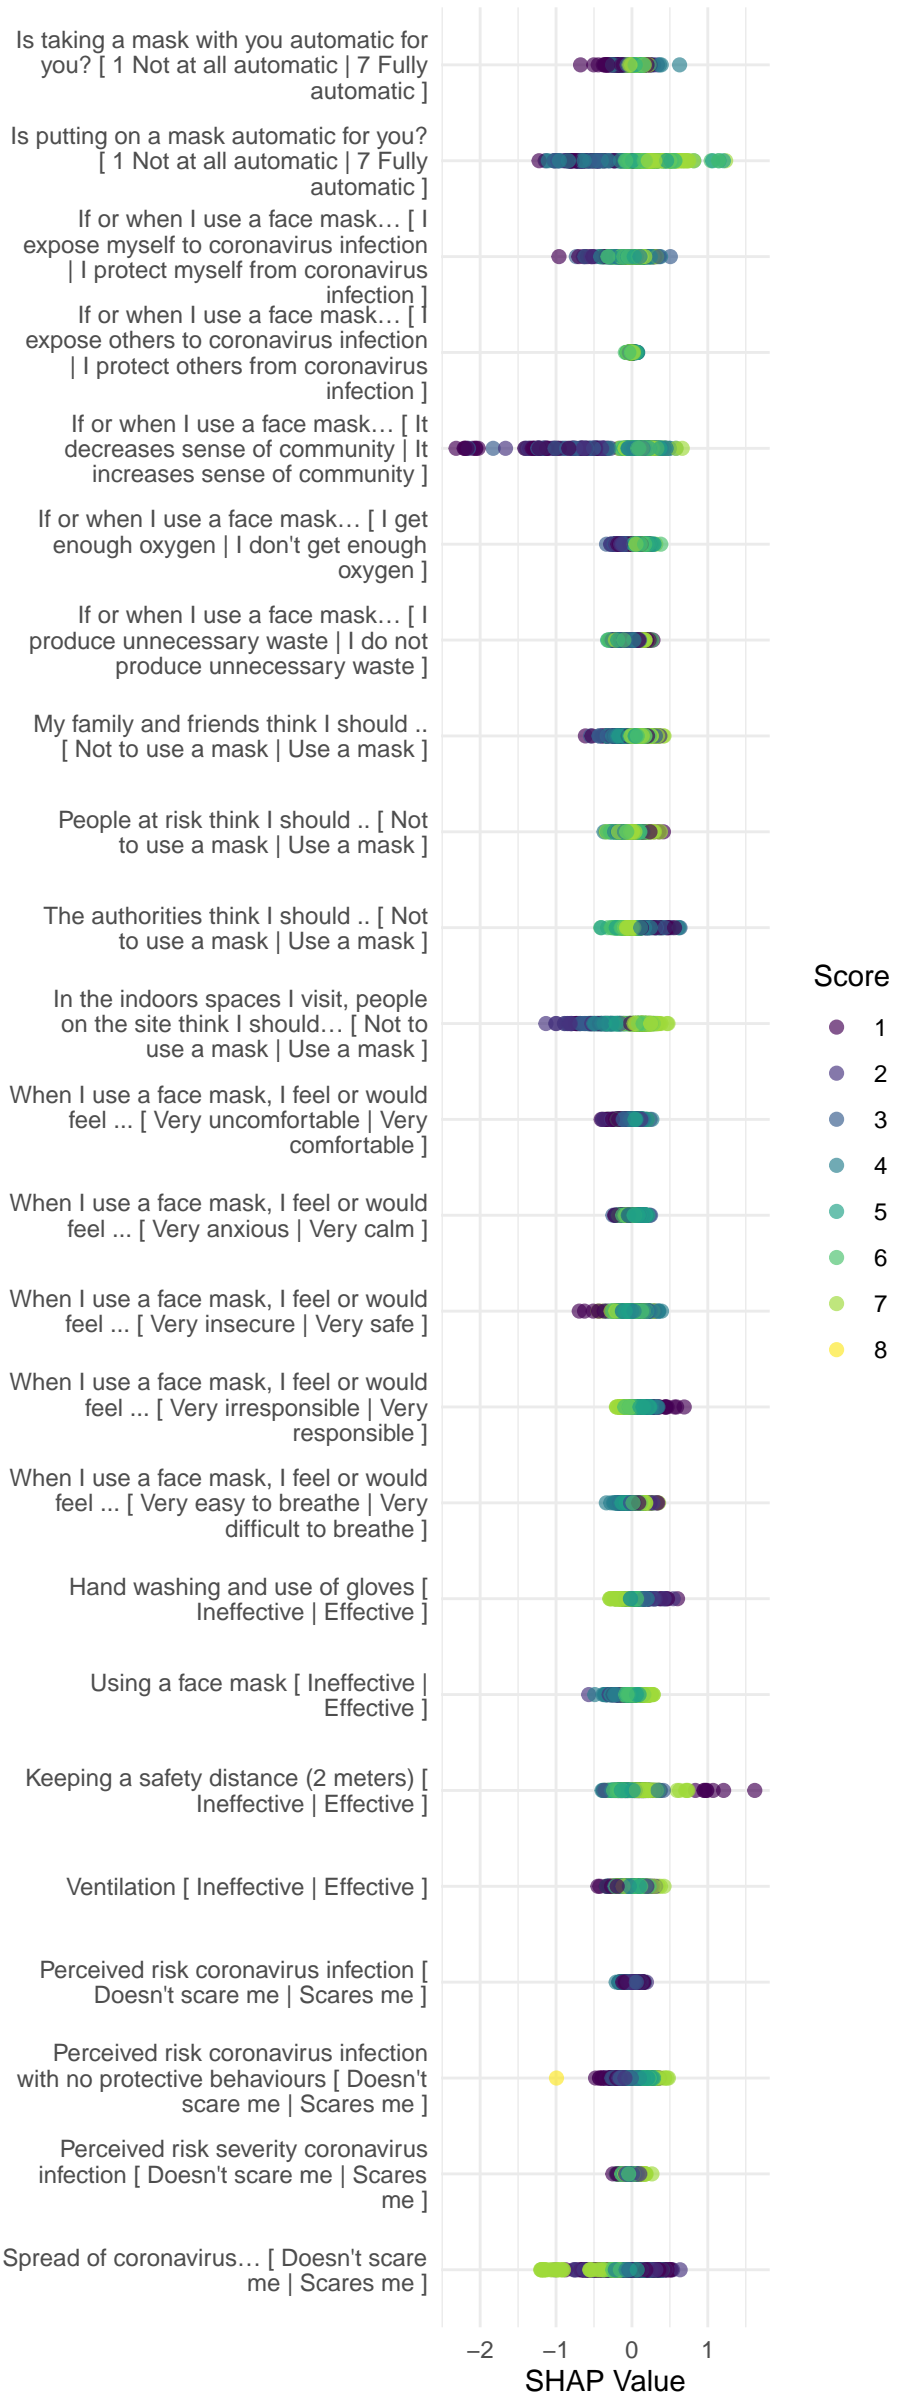 Is taking a mask with you automatic for
you? [ 1 Not at all automatic | 7 Fully
automatic ]
Is putting on a mask automatic for you?
[ 1 Not at all automatic | 7 Fully
automatic ]
If or when I use a face mask… [ I
expose myself to coronavirus infection
| I protect myself from coronavirus
infection ]
If or when I use a face mask… [ I
expose others to coronavirus infection
| I protect others from coronavirus
infection ]
If or when I use a face mask… [ It
decreases sense of community | It
increases sense of community ]
If or when I use a face mask… [ I get
enough oxygen | I don't get enough
oxygen ]
If or when I use a face mask… [ I
produce unnecessary waste | I do not
produce unnecessary waste ]
My family and friends think I should ..
[ Not to use a mask | Use a mask ]
People at risk think I should .. [ Not
to use a mask | Use a mask ]
The authorities think I should .. [ Not
to use a mask | Use a mask ]
In the indoors spaces I visit, people
on the site think I should… [ Not to
use a mask | Use a mask ]
When I use a face mask, I feel or would
feel ... [ Very uncomfortable | Very
comfortable ]
When I use a face mask, I feel or would
feel ... [ Very anxious | Very calm ]
When I use a face mask, I feel or would
feel ... [ Very insecure | Very safe ]
When I use a face mask, I feel or would
feel ... [ Very irresponsible | Very
responsible ]
When I use a face mask, I feel or would
feel ... [ Very easy to breathe | Very
difficult to breathe ]
Hand washing and use of gloves [
Ineffective | Effective ]
Using a face mask [ Ineffective |
Effective ]
Keeping a safety distance (2 meters) [
Ineffective | Effective ]
Ventilation [ Ineffective | Effective ]
Perceived risk coronavirus infection [
Doesn't scare me | Scares me ]
Perceived risk coronavirus infection
with no protective behaviours [ Doesn't
scare me | Scares me ]
Perceived risk severity coronavirus
infection [ Doesn't scare me | Scares
me ]
Spread of coronavirus… [ Doesn't scare
me | Scares me ]
−2 −1 0 1
SHAP Value
Score
1
2
3
4
5
6
7
8